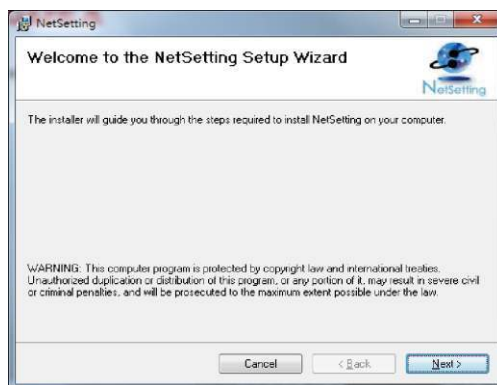 NetSetting
Welcome to the NetSetting Setup Wizard
NetSetting
The installer will guide you through the steps required to install NetSetting on your computer.
WARNING: This computer program is protected by copyright law and international treaties.
Unauthorized duplication or distribution of this program, or any portion of it, may result in severe civil
or criminal penalties, and will be prosecuted to the maximum extent possible under the law.
Cancel
< Back
Next >